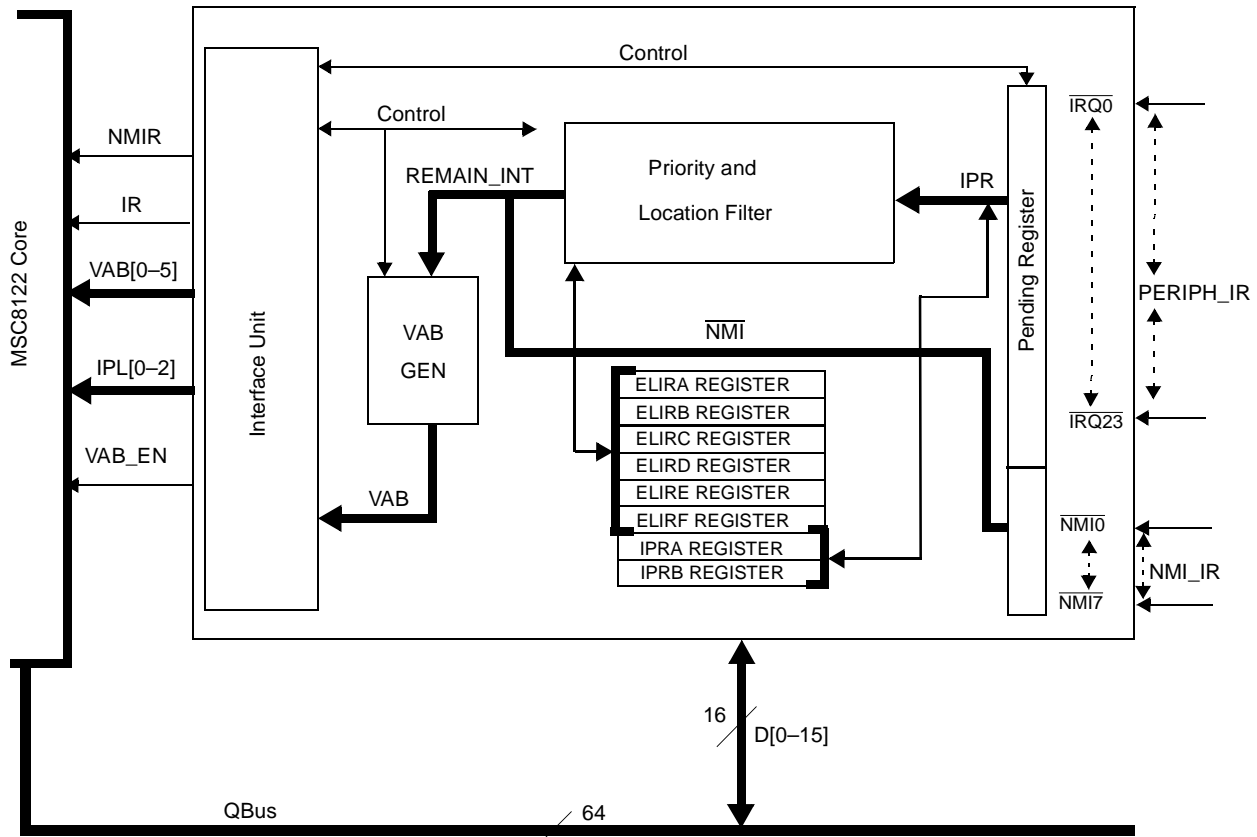 Control
Control
IRQ0
NMIR
REMAIN_INT
Priority and
Location Filter
IPR
IR
MSC8122 Core
VAB[0–5]
Interface Unit
VAB
GEN
NMI
Pending Register
PERIPH_IR
IPL[0–2]
ELIRA REGISTER
ELIRB REGISTER
ELIRC REGISTER
ELIRD REGISTER
ELIRE REGISTER
ELIRF REGISTER
IPRA REGISTER
IPRB REGISTER
IRQ23
VAB_EN
VAB
NMI0
NMI_IR
NMI7
16
D[0–15]
QBus
64